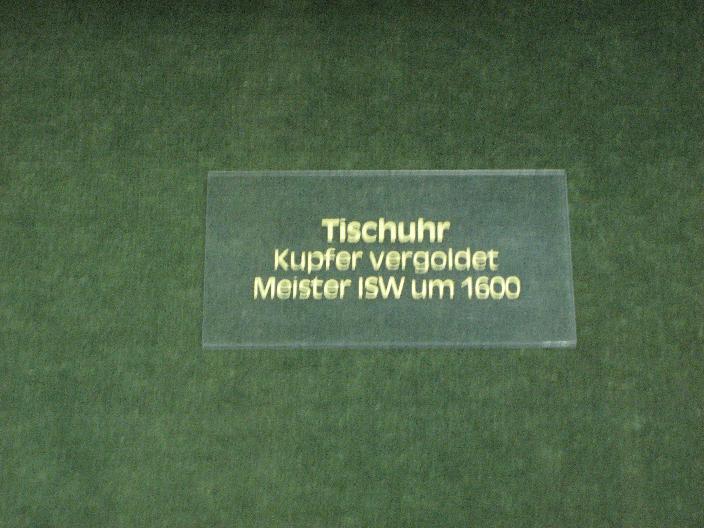 Tischuhr
Kupfer vergoldet
Meister ISW um 1600